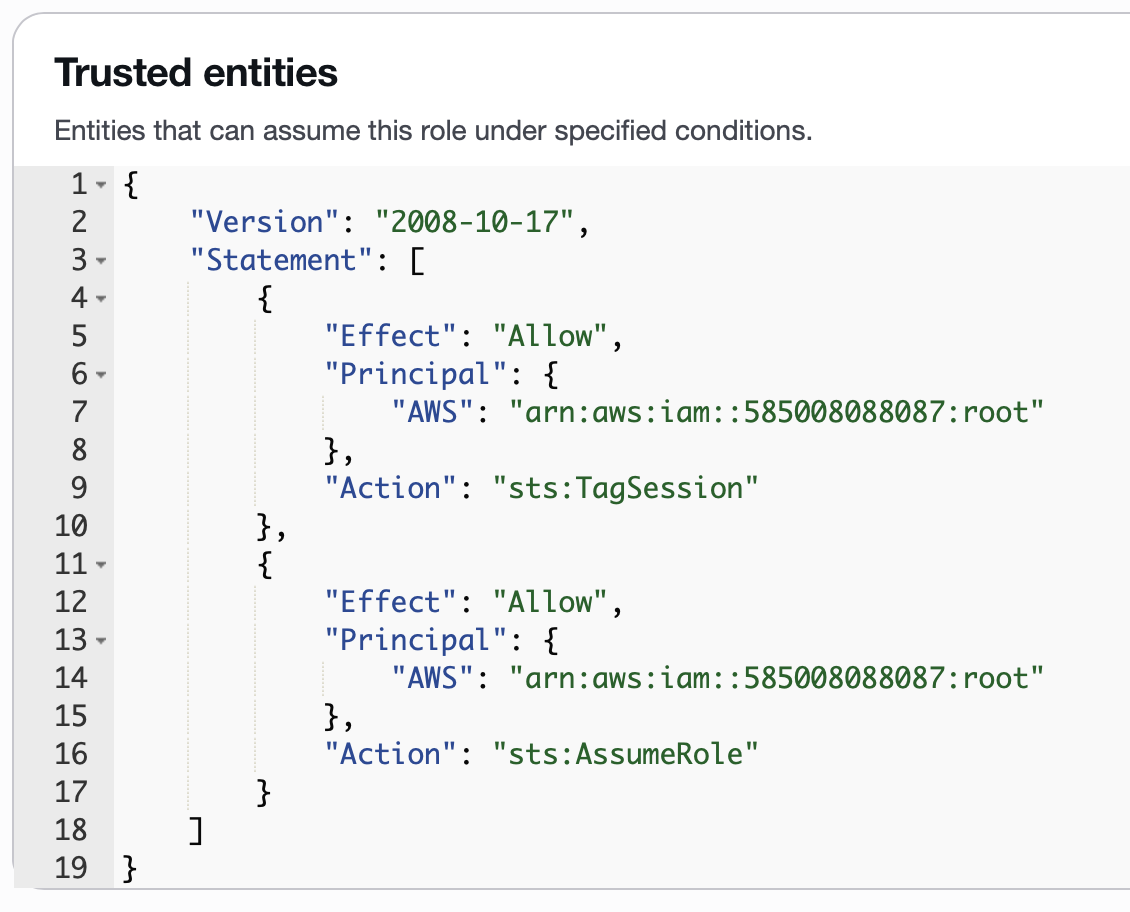 Trusted entities
Entities that can assume this role under specified conditions.
1 {
2     "Version": "2008-10-17",
3     "Statement": [
4         {
5             "Effect": "Allow",
6             "Principal": {
7                 "AWS": "arn:aws:iam::585008088087:root"
8             },
9             "Action": "sts:TagSession"
10         },
11         {
12             "Effect": "Allow",
13             "Principal": {
14                 "AWS": "arn:aws:iam::585008088087:root"
15             },
16             "Action": "sts:AssumeRole"
17         }
18     ]
19 }